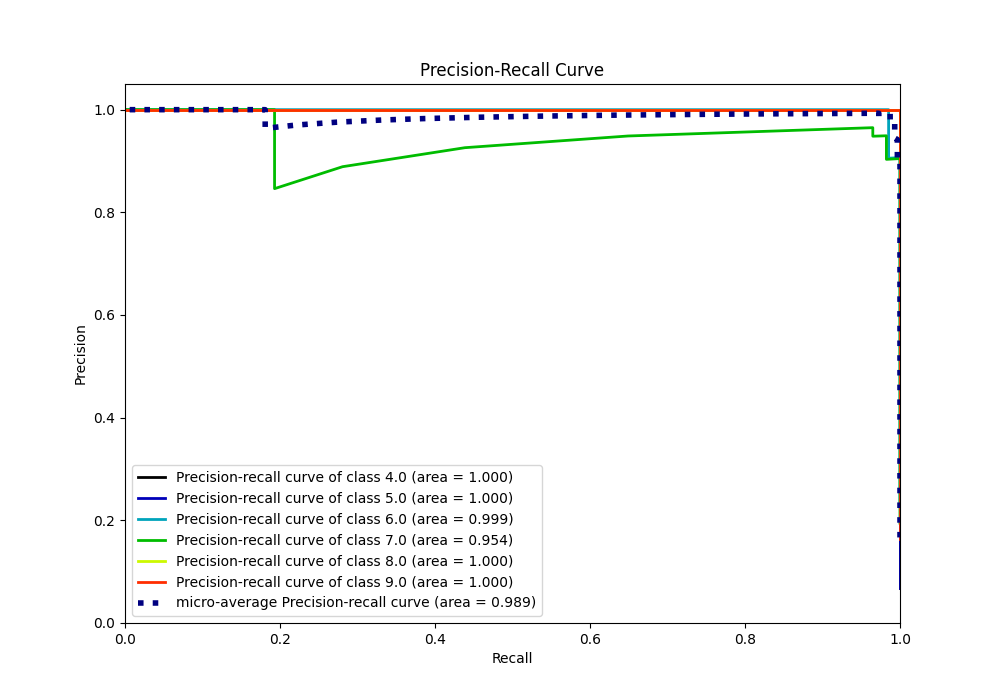 Precision-Recall Curve
1.0
0.8
0.6
0.4
0.2
0.0
Precision
Precision-recall curve of class 4.0 (area = 1.000)
Precision-recall curve of class 5.0 (area = 1.000)
Precision-recall curve of class 6.0 (area = 0.999)
Precision-recall curve of class 7.0 (area = 0.954)
Precision-recall curve of class 8.0 (area = 1.000)
Precision-recall curve of class 9.0 (area = 1.000)
micro-average Precision-recall curve (area = 0.989)
0.0 0.2 0.4 0.6 0.8 1.0
Recall